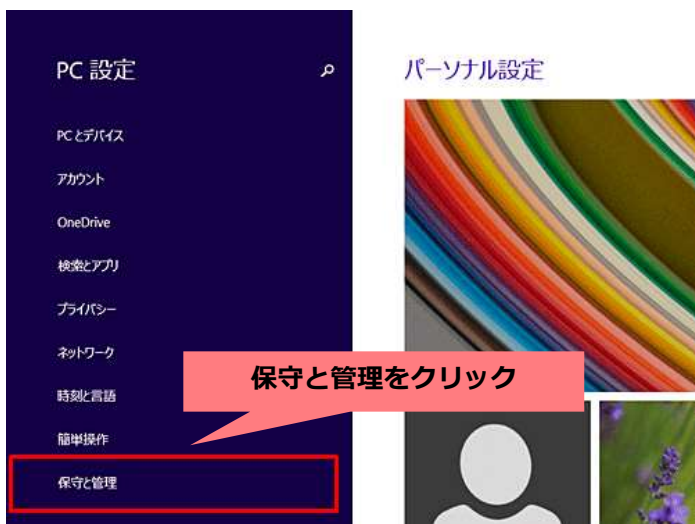 PC 設定
パーソナル設定
PC とデバイス
アカウント
OneDrive
検索とアプリ
プライバシー
ネットワーク
保守と管理をクリック
時刻と言語
簡単操作
保守と管理